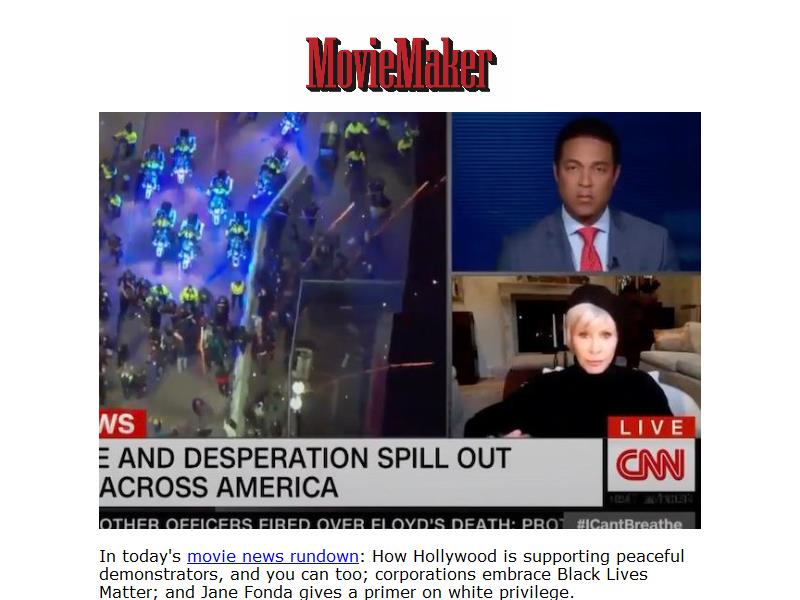 MovieMaker
WS
E AND DESPERATION SPILL OUT
ACROSS AMERICA
LIVE
CNN
OTHER OFFICERS FIRED OVER FLOYD'S DEATH; PROT
#ICantBreathe
In today's movie news rundown: How Hollywood is supporting peaceful
demonstrators, and you can too; corporations embrace Black Lives
Matter; and Jane Fonda gives a primer on white privilege.